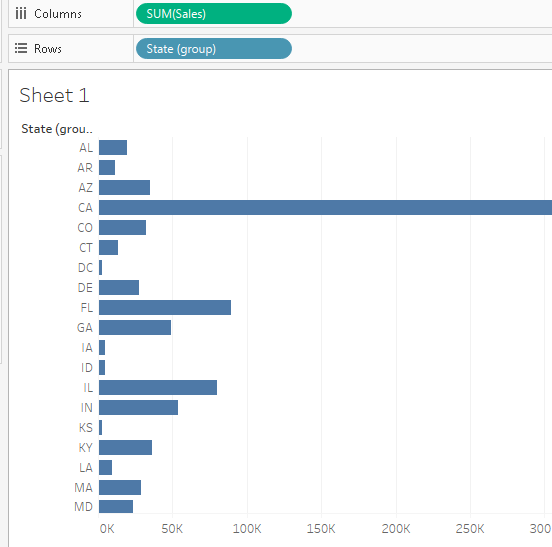 Columns
SUM(Sales)
Rows
State (group)
Sheet 1
State (grou..
AL
AR
AZ
CA
CO
CT
DC
DE
FL
GA
IA
ID
IL
IN
KS
KY
LA
MA
MD
0K 50K 100K 150K 200K 250K 300